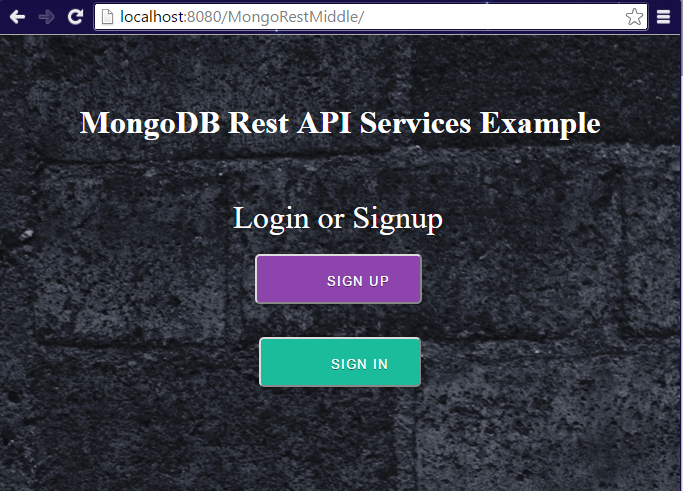 localhost:8080/MongoRestMiddle/
MongoDB Rest API Services Example
Login or Signup
SIGN UP
SIGN IN